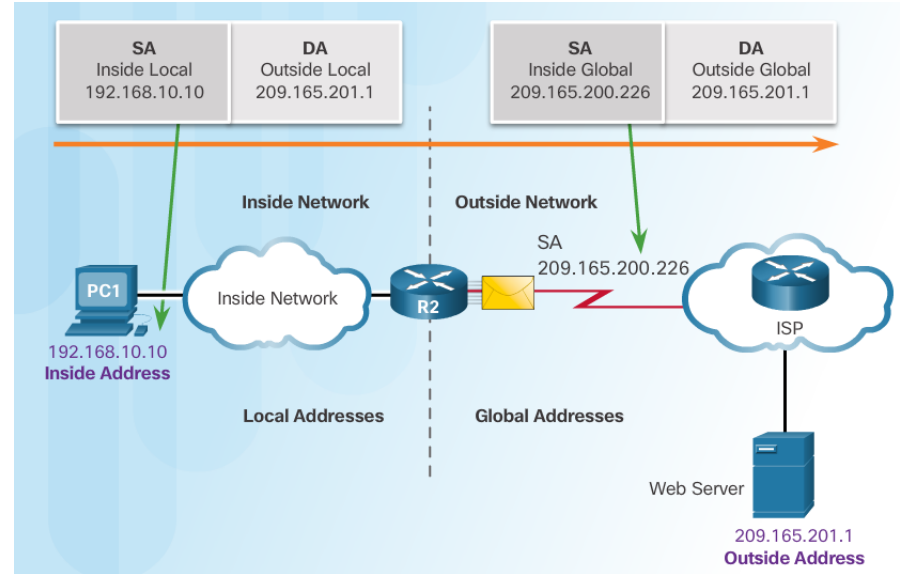 SA
Inside Local
192.168.10.10
DA
Outside Local
209.165.201.1
SA
Inside Global
209.165.200.226
DA
Outside Global
209.165.201.1
Inside Network
Outside Network
SA
209.165.200.226
PC1
Inside Network
R2
ISP
192.168.10.10
Inside Address
Local Addresses
Global Addresses
Web Server
209.165.201.1
Outside Address